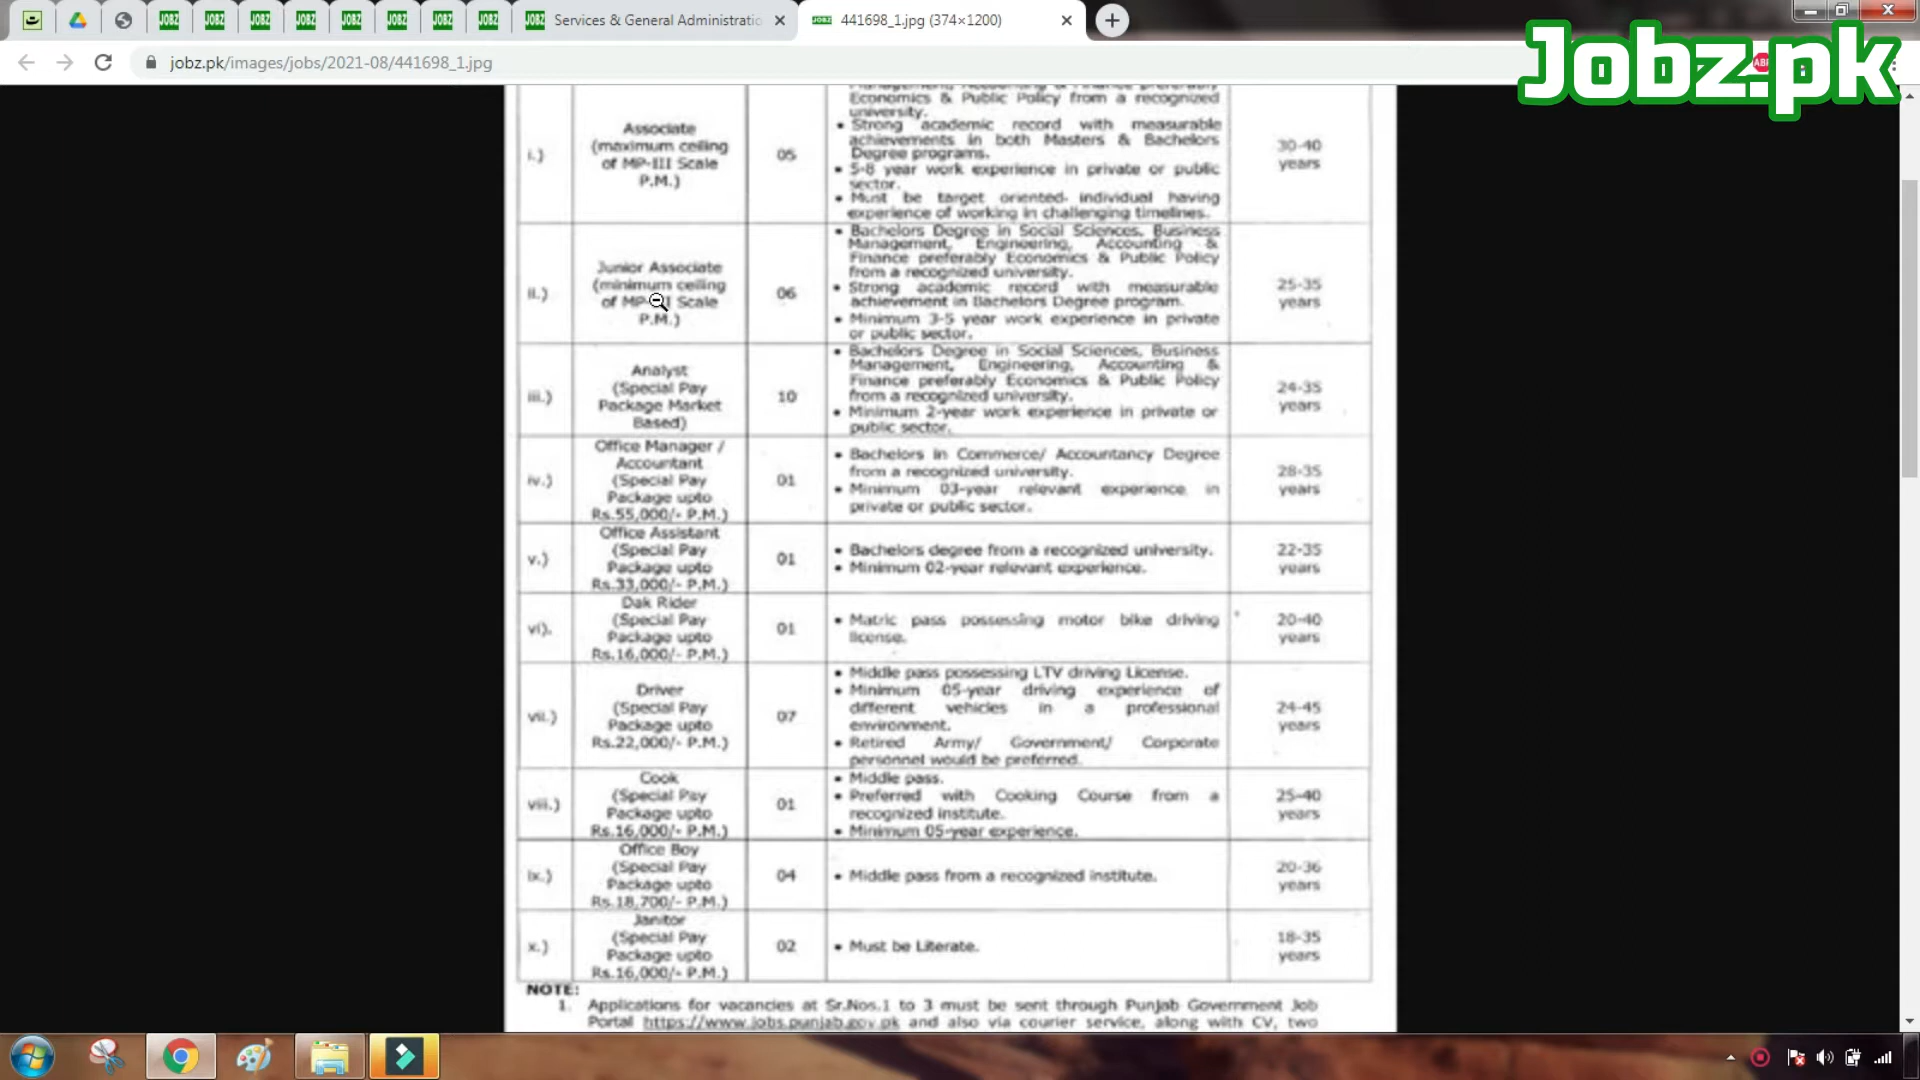 Services & General Administratio
441698_1.jpg (374×1200)
jobz.pk/images/jobs/2021-08/441698_1.jpg
Jobz.pk
Management, Accounting & Finance preferably
Economics & Public Policy from a recognized
university.
i.) Associate (maximum ceiling of MP-III Scale P.M.) 05
• Strong academic record with measurable
achievements in both Masters & Bachelors
Degree programs.
• 5-8 year work experience in private or public
sector.
• Must be target oriented individual having
experience of working in challenging timelines.
30-40 years
ii.) Junior Associate (minimum ceiling of MP-III Scale P.M.) 06
• Bachelors Degree in Social Sciences, Business
Management, Engineering, Accounting &
Finance preferably Economics & Public Policy
from a recognized university.
• Strong academic record with measurable
achievement in Bachelors Degree program.
• Minimum 3-5 year work experience in private
or public sector.
25-35 years
iii.) Analyst (Special Pay Package Market Based) 10
• Bachelors Degree in Social Sciences, Business
Management, Engineering, Accounting &
Finance preferably Economics & Public Policy
from a recognized university.
• Minimum 2-year work experience in private or
public sector.
24-35 years
iv.) Office Manager / Accountant (Special Pay Package upto Rs.55,000/- P.M.) 01
• Bachelors in Commerce/ Accountancy Degree
from a recognized university.
• Minimum 03-year relevant experience in
private or public sector.
28-35 years
v.) Office Assistant (Special Pay Package upto Rs.33,000/- P.M.) 01
• Bachelors degree from a recognized university.
• Minimum 02-year relevant experience.
22-35 years
vi). Dak Rider (Special Pay Package upto Rs.16,000/- P.M.) 01
• Matric pass possessing motor bike driving
license.
20-40 years
vii.) Driver (Special Pay Package upto Rs.22,000/- P.M.) 07
• Middle pass possessing LTV driving License.
• Minimum 05-year driving experience of
different vehicles in a professional
environment.
• Retired Army/ Government/ Corporate
personnel would be preferred.
24-45 years
viii.) Cook (Special Pay Package upto Rs.16,000/- P.M.) 01
• Middle pass.
• Preferred with Cooking Course from a
recognized institute.
• Minimum 05-year experience.
25-40 years
ix.) Office Boy (Special Pay Package upto Rs.18,700/- P.M.) 04
• Middle pass from a recognized institute.
20-36 years
x.) Janitor (Special Pay Package upto Rs.16,000/- P.M.) 02
• Must be Literate.
18-35 years
NOTE:
1. Applications for vacancies at Sr.Nos.1 to 3 must be sent through Punjab Government Job
Portal https://www.jobs.punjab.gov.pk and also via courier service, along with CV, two